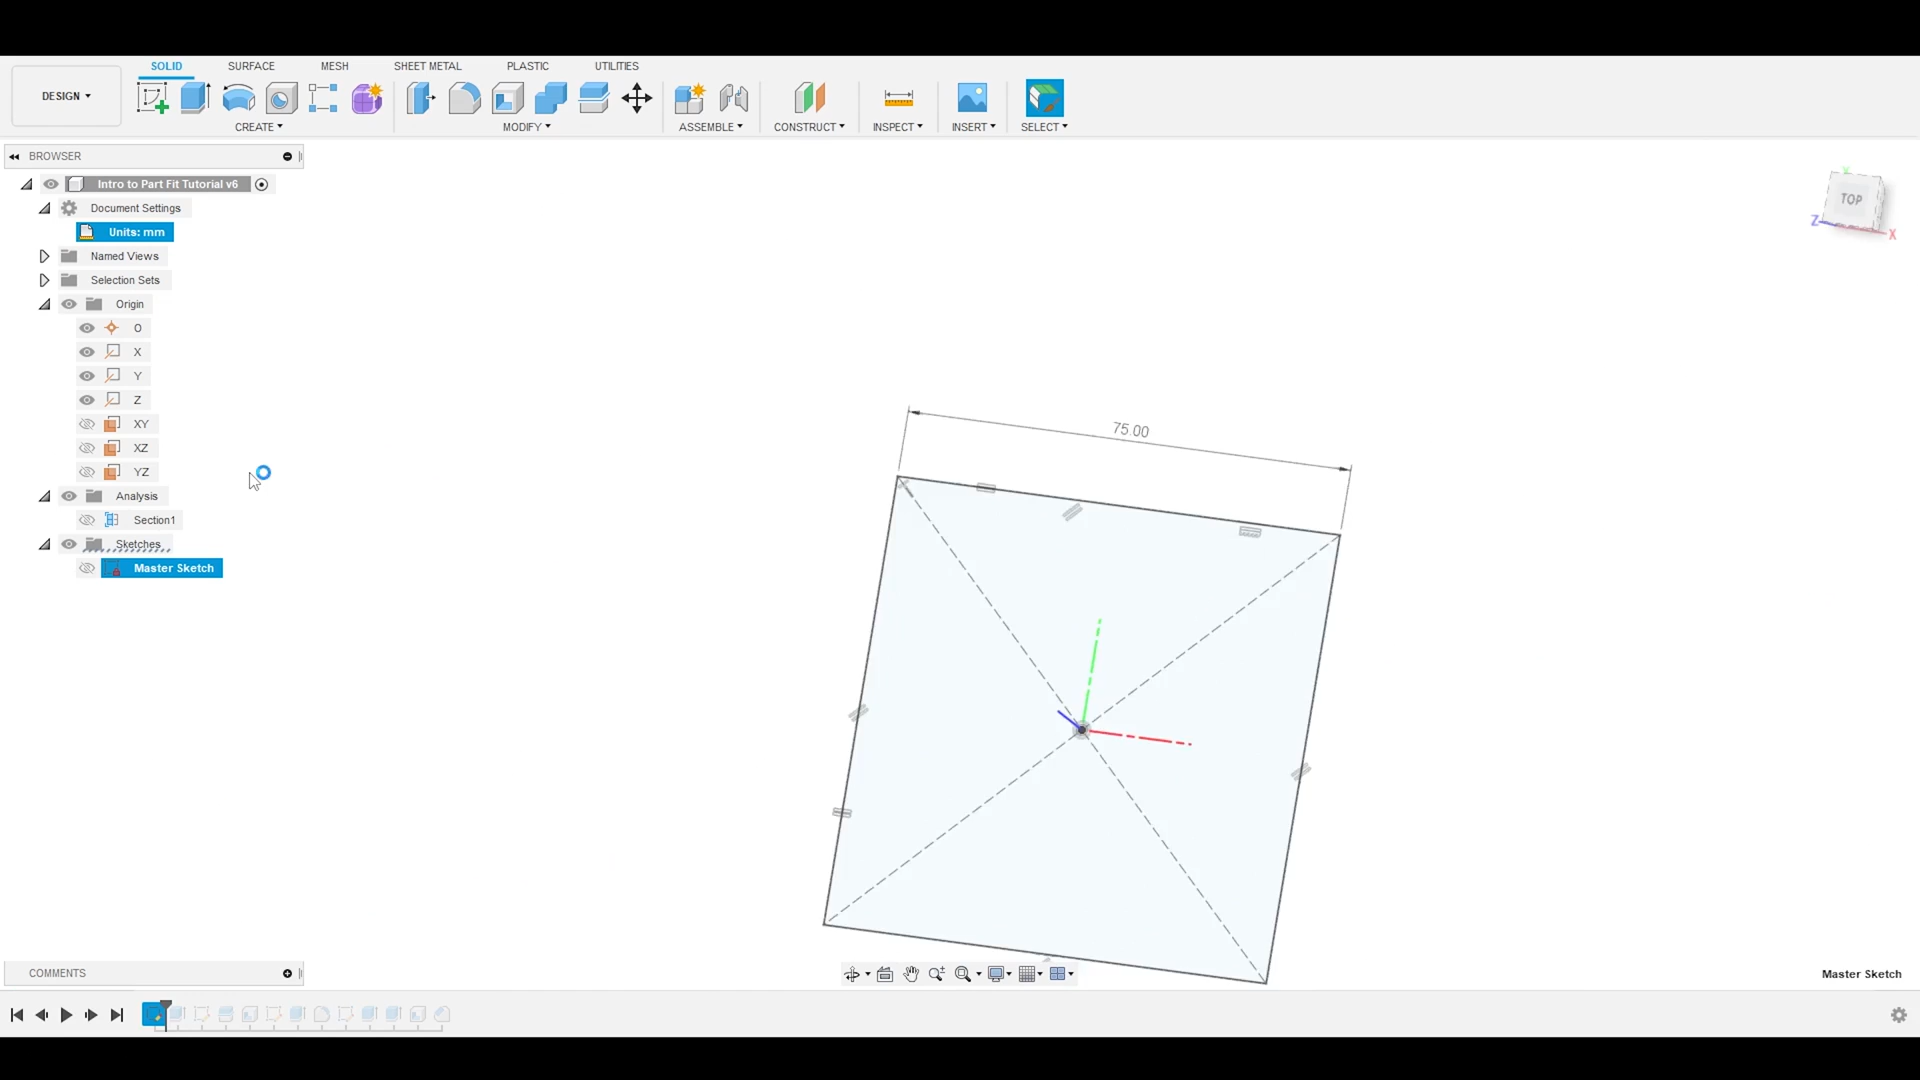 SOLID SURFACE MESH SHEET METAL PLASTIC UTILITIES
DESIGN
CREATE MODIFY ASSEMBLE CONSTRUCT INSPECT INSERT SELECT
BROWSER
Intro to Part Fit Tutorial v6
Document Settings
Units: mm
Named Views
Selection Sets
Origin
O
X
Y
Z
XY
XZ
YZ
Analysis
Section1
Sketches
Master Sketch
TOP
Y
Z
X
75.00
COMMENTS
Master Sketch